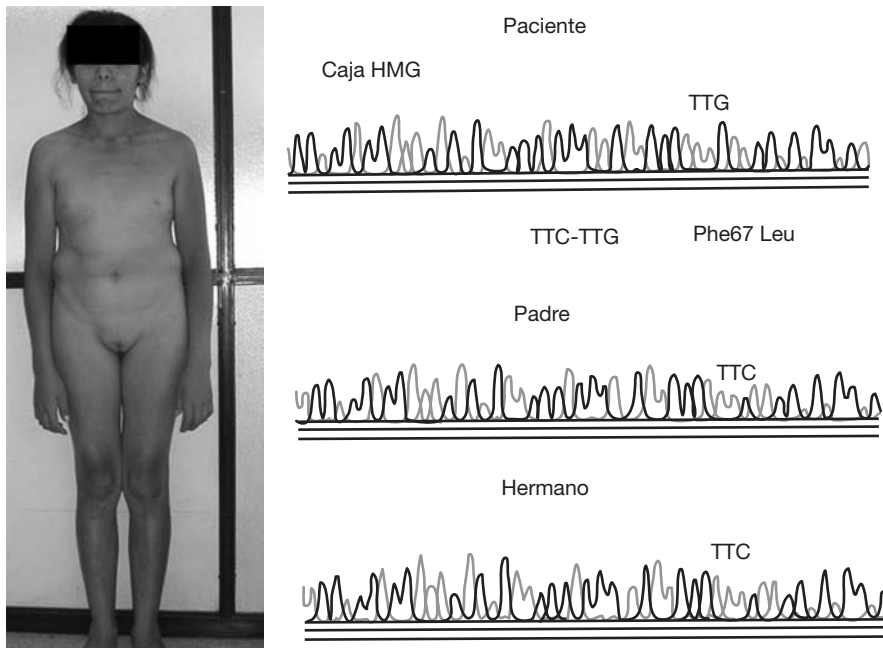 Paciente
Caja HMG
TTG
TTC-TTG
Phe67 Leu
Padre
TTC
Hermano
TTC